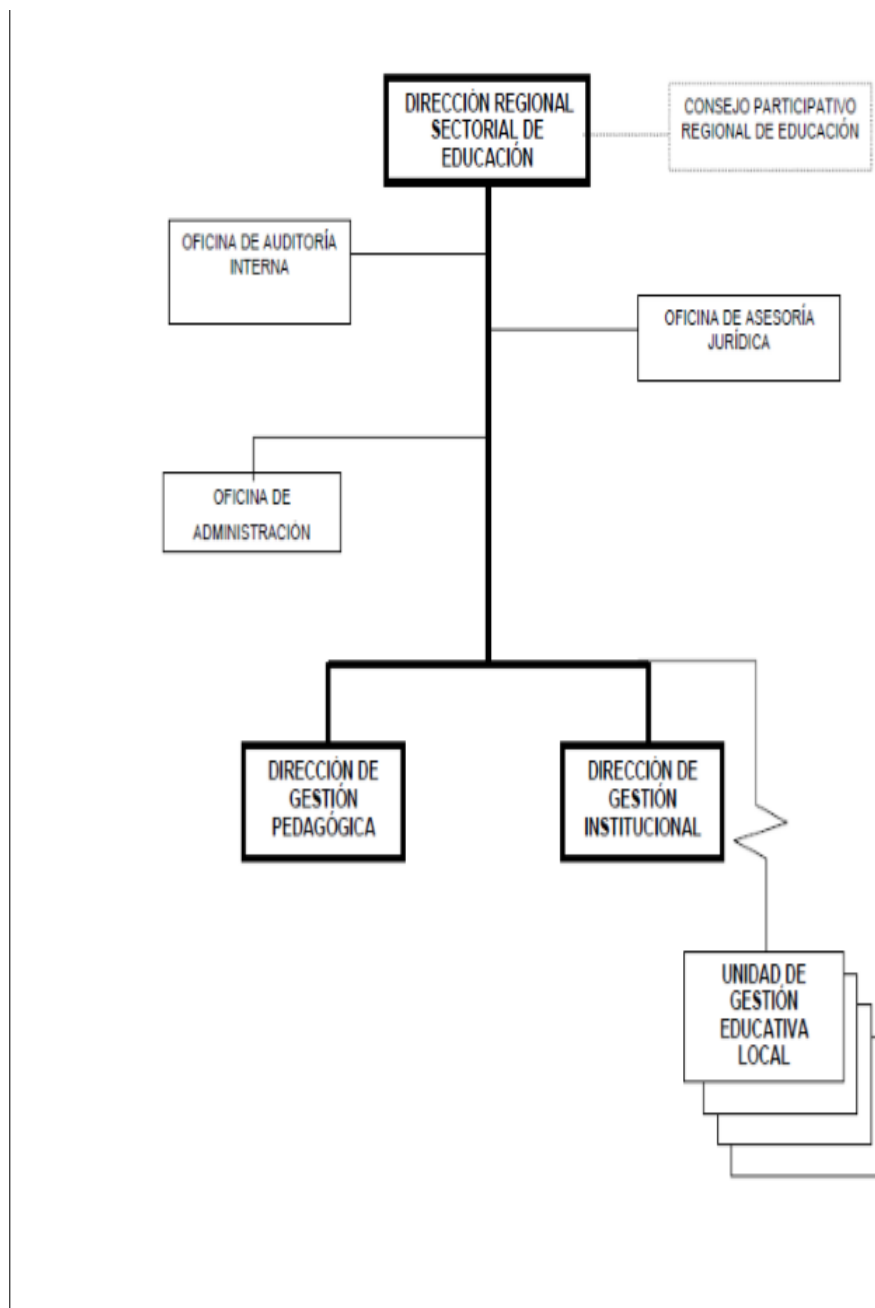 DIRECCIÓN REGIONAL
SECTORIAL DE
EDUCACIÓN
CONSEJO PARTICIPATIVO
REGIONAL DE EDUCACIÓN
OFICINA DE AUDITORÍA
INTERNA
OFICINA DE ASESORÍA
JURÍDICA
OFICINA DE
ADMINISTRACIÓN
DIRECCIÓN DE
GESTIÓN
PEDAGÓGICA
DIRECCIÓN DE
GESTIÓN
INSTITUCIONAL
UNIDAD DE
GESTIÓN
EDUCATIVA
LOCAL